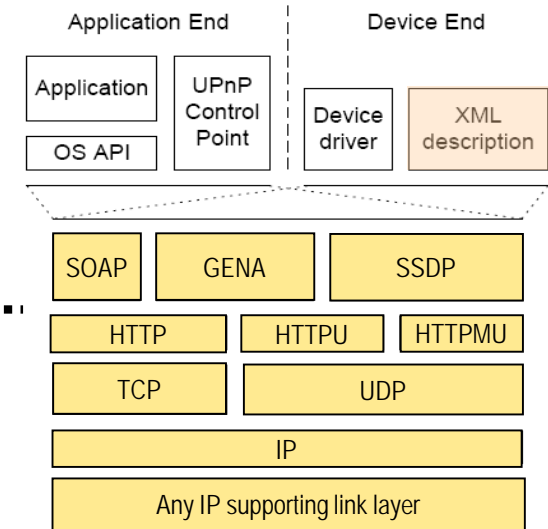 Application End
Device End
Application
OS API
UPnP
Control
Point
Device
driver
XML
description
SOAP
GENA
SSDP
HTTP
HTTPU
HTTPMU
TCP
UDP
IP
Any IP supporting link layer